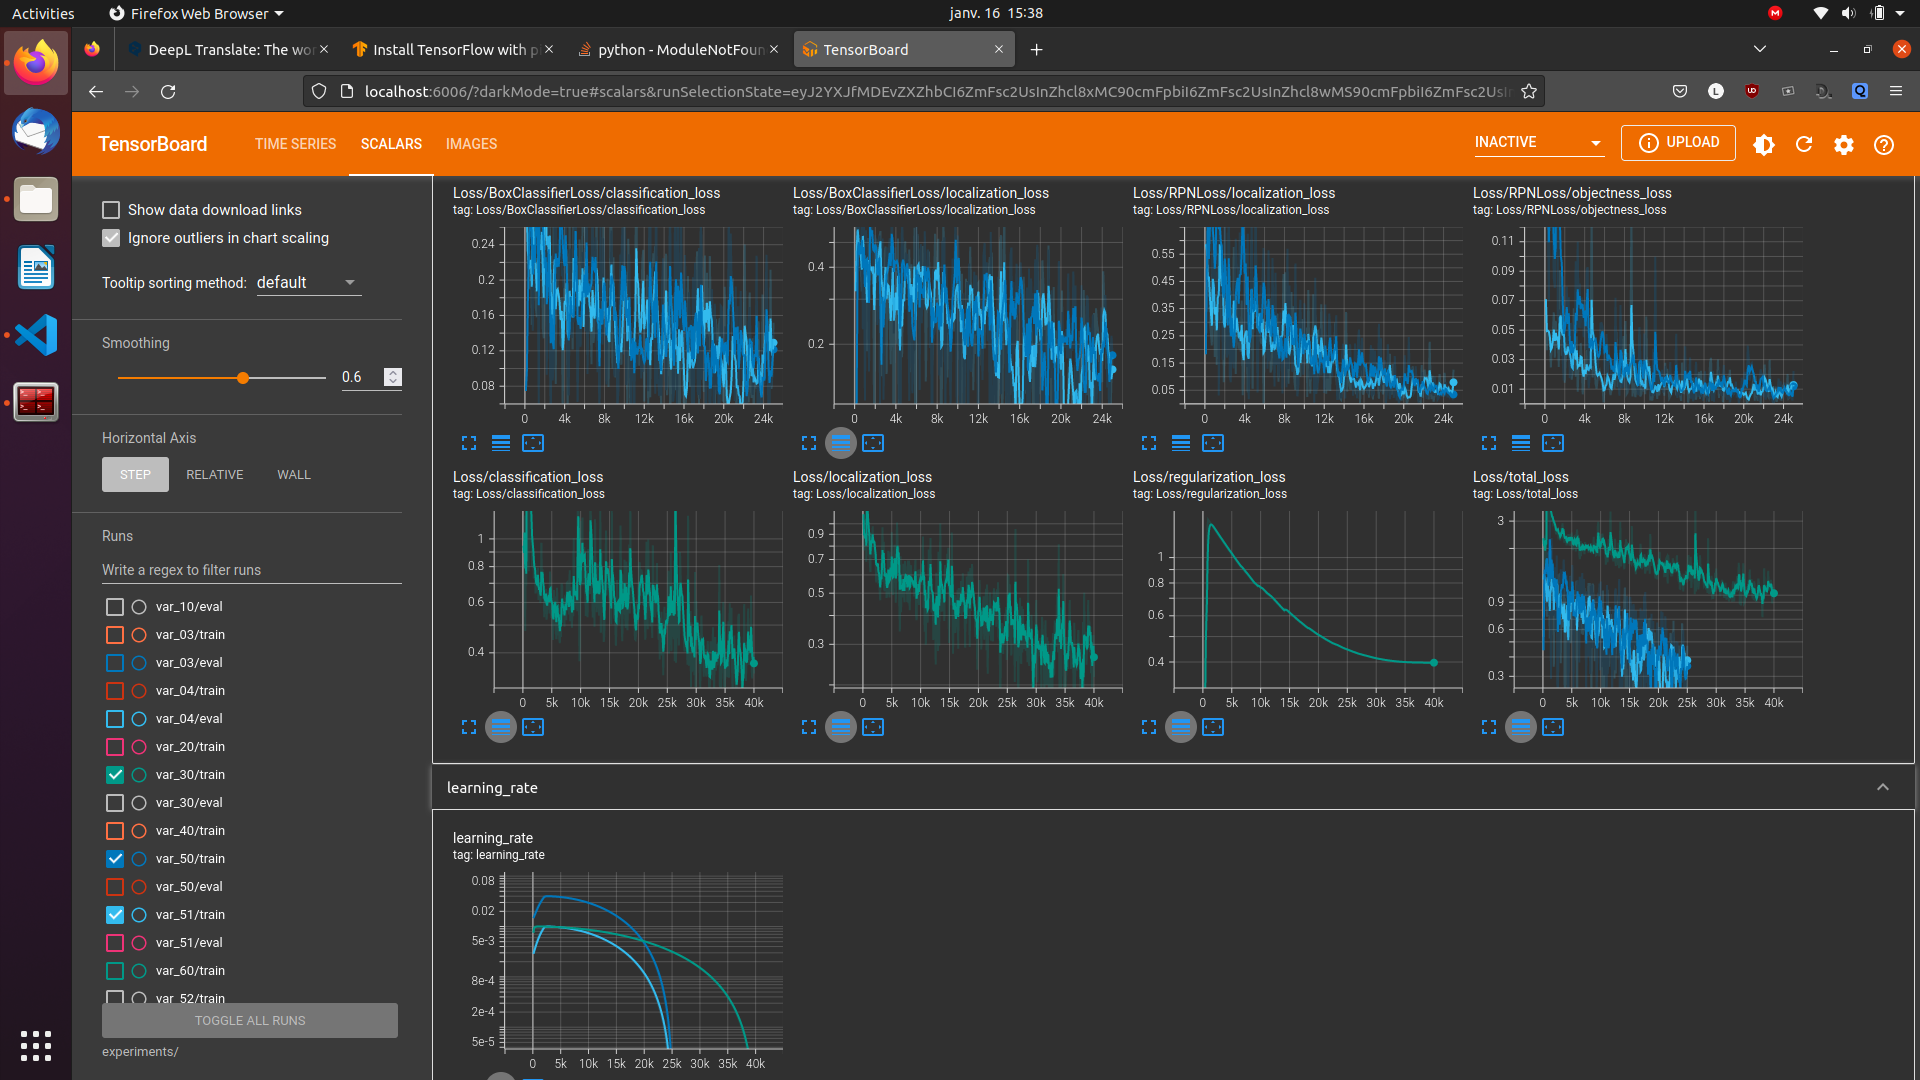 Activities
Firefox Web Browser
janv. 16 15:38
DeepL Translate: The wor
Install TensorFlow with p
python - ModuleNotFoun
TensorBoard
localhost:6006/?darkMode=true#scalars&runSelectionState=
TensorBoard
TIME SERIES
SCALARS
IMAGES
INACTIVE
UPLOAD
Show data download links
Ignore outliers in chart scaling
Tooltip sorting method: default
Smoothing
0.6
Horizontal Axis
STEP
RELATIVE
WALL
Runs
Write a regex to filter runs
var_10/eval
var_03/train
var_03/eval
var_04/train
var_04/eval
var_20/train
var_30/train
var_30/eval
var_40/train
var_50/train
var_50/eval
var_51/train
var_51/eval
var_60/train
var_52/train
TOGGLE ALL RUNS
experiments/
Loss/BoxClassifierLoss/classification_loss
tag: Loss/BoxClassifierLoss/classification_loss
0.24
0.2
0.16
0.12
0.08
0 4k 8k 12k 16k 20k 24k
Loss/BoxClassifierLoss/localization_loss
tag: Loss/BoxClassifierLoss/localization_loss
0.4
0.2
0 4k 8k 12k 16k 20k 24k
Loss/RPNLoss/localization_loss
tag: Loss/RPNLoss/localization_loss
0.55
0.45
0.35
0.25
0.15
0.05
0 4k 8k 12k 16k 20k 24k
Loss/RPNLoss/objectness_loss
tag: Loss/RPNLoss/objectness_loss
0.11
0.09
0.07
0.05
0.03
0.01
0 4k 8k 12k 16k 20k 24k
Loss/classification_loss
tag: Loss/classification_loss
1
0.8
0.6
0.4
0 5k 10k 15k 20k 25k 30k 35k 40k
Loss/localization_loss
tag: Loss/localization_loss
0.9
0.7
0.5
0.3
0 5k 10k 15k 20k 25k 30k 35k 40k
Loss/regularization_loss
tag: Loss/regularization_loss
1
0.8
0.6
0.4
0 5k 10k 15k 20k 25k 30k 35k 40k
Loss/total_loss
tag: Loss/total_loss
3
0.9
0.6
0.3
0 5k 10k 15k 20k 25k 30k 35k 40k
learning_rate
learning_rate
tag: learning_rate
0.08
0.02
5e-3
8e-4
2e-4
5e-5
0 5k 10k 15k 20k 25k 30k 35k 40k